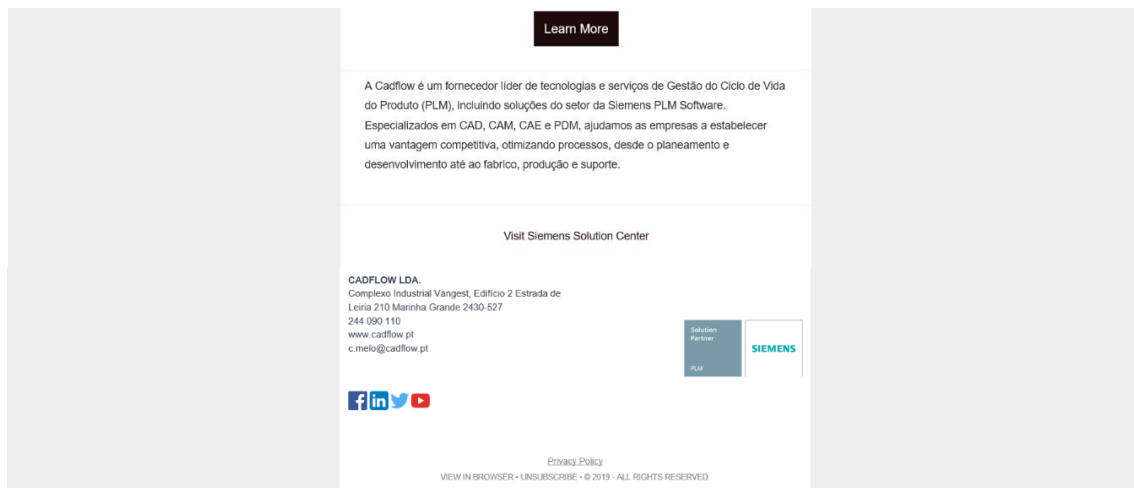 Learn More
A Cadflow é um fornecedor líder de tecnologias e serviços de Gestão do Ciclo de Vida
do Produto (PLM), incluindo soluções do setor da Siemens PLM Software.
Especializados em CAD, CAM, CAE e PDM, ajudamos as empresas a estabelecer
uma vantagem competitiva, otimizando processos, desde o planeamento e
desenvolvimento até ao fabrico, produção e suporte.
Visit Siemens Solution Center
CADFLOW LDA.
Complexo Industrial Vangest, Edifício 2 Estrada de
Leiria 210 Marinha Grande 2430-527
244 090 110
www.cadflow.pt
c.melo@cadflow.pt
Solution
Partner
PLM
SIEMENS
Privacy Policy
VIEW IN BROWSER • UNSUBSCRIBE • © 2019 - ALL RIGHTS RESERVED